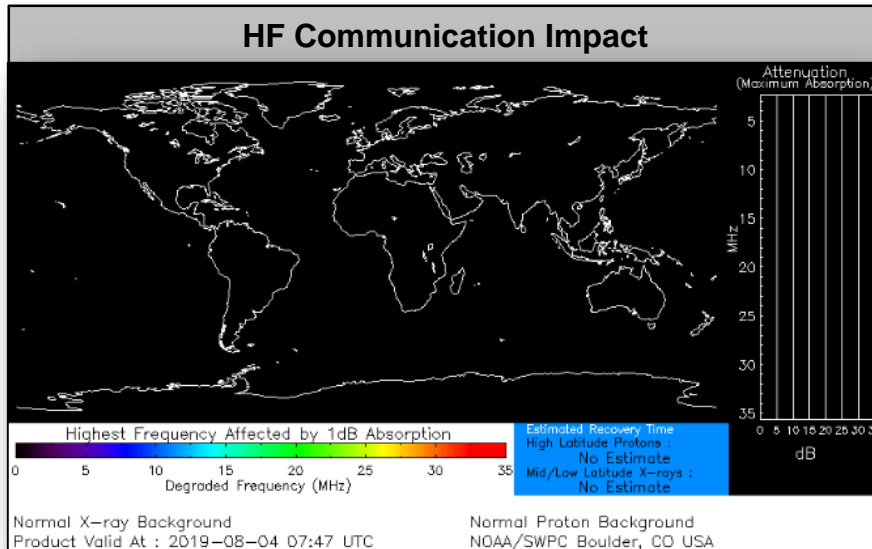 HF Communication Impact
Attenuation
(Maximum Absorption)
5
10
15
20
25
30
35
MHz
0 5 10 15 20 25 30 3
dB
Highest Frequency Affected by 1dB Absorption
0 5 10 15 20 25 30 35
Degraded Frequency (MHz)
Estimated Recovery Time
High Latitude Protons :
No Estimate
Mid/Low Latitude X-rays :
No Estimate
Normal X-ray Background
Product Valid At : 2019-08-04 07:47 UTC
Normal Proton Background
NOAA/SWPC Boulder, CO USA